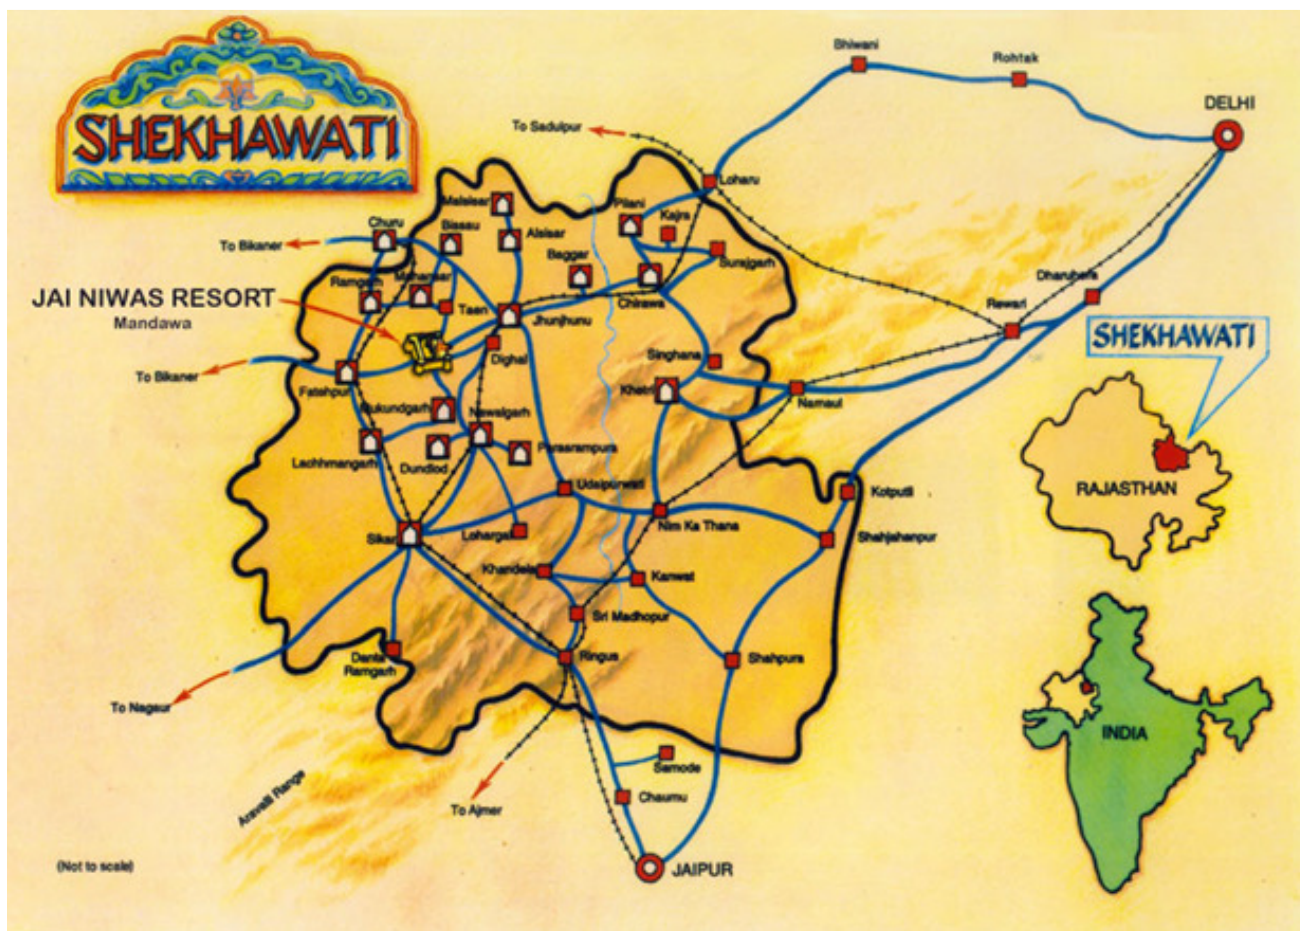 SHEKHAWATI
Bhiwani
Rohtak
DELHI
To Sadulpur
Loharu
Malsisar
Pilani
Kajra
Churu
Bissau
Alsisar
To Bikaner
Baggar
Surajgarh
Ramgarh
Mahansar
Chirawa
Dharuhera
JAI NIWAS RESORT
Mandawa
Taen
Jhunjhunu
Rewari
SHEKHAWATI
Dighal
Singhana
To Bikaner
Fatehpur
Khetri
Narnaul
Mukundgarh
Nawalgarh
Lachhmangarh
Dundlod
Parasrampura
RAJASTHAN
Udaipurwati
Kotputli
Sikar
Lohargal
Nim Ka Thana
Shahjahanpur
Khandela
Kanwat
Sri Madhopur
Danta
Ramgarh
Ringus
Shahpura
To Nagaur
INDIA
Samode
Aravalli Range
Chaumu
To Ajmer
(Not to scale)
JAIPUR